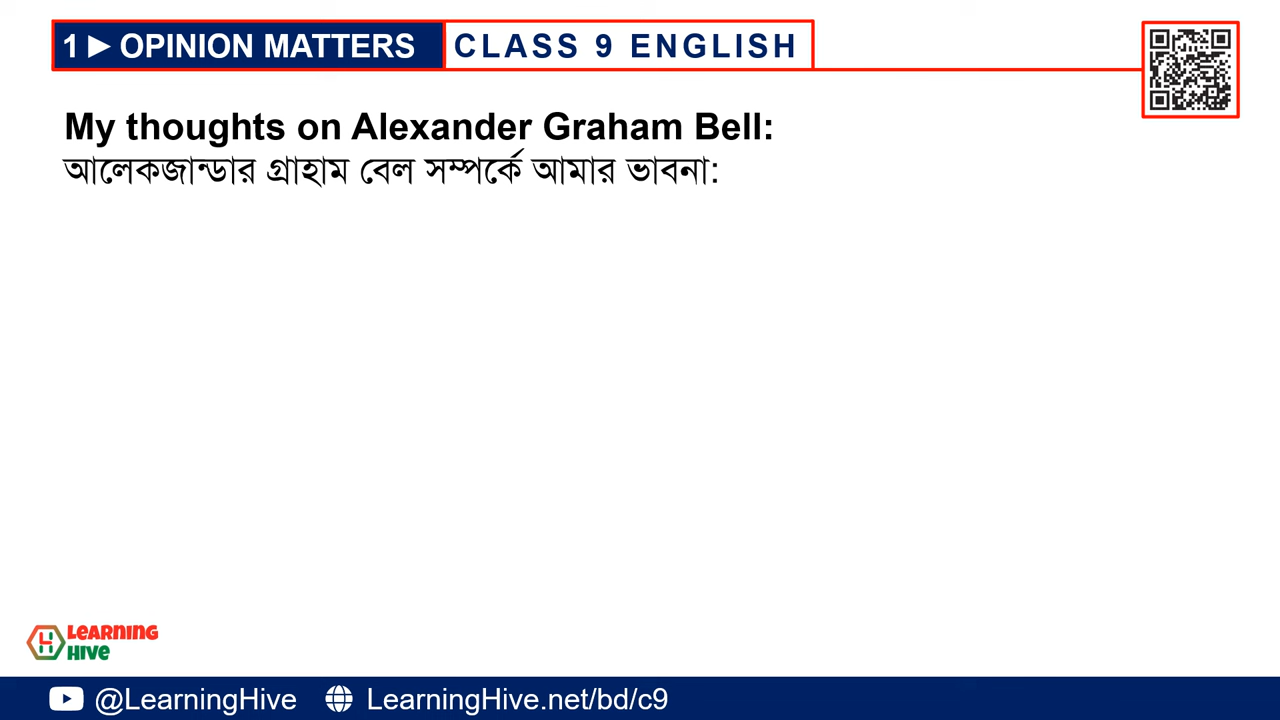 1 ► OPINION MATTERS CLASS 9 ENGLISH
My thoughts on Alexander Graham Bell:
আলেকজান্ডার গ্রাহাম বেল সম্পর্কে আমার ভাবনা:
LEARNING
HIVE
@LearningHive LearningHive.net/bd/c9